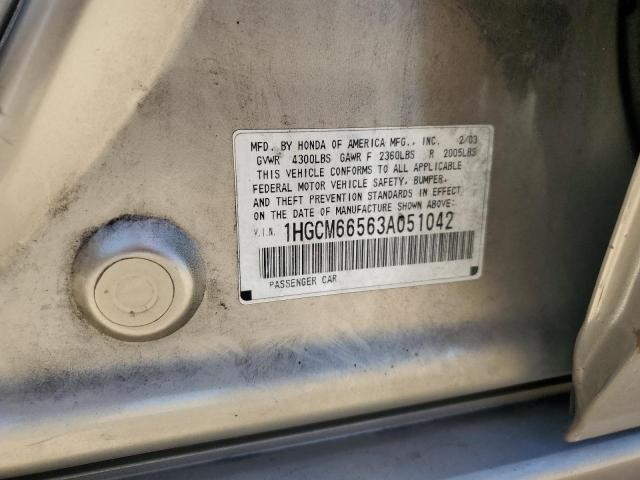 MFD. BY HONDA OF AMERICA MFG., INC. 2/03
GVWR 4300LBS GAWR F 2360LBS R 2005LBS
THIS VEHICLE CONFORMS TO ALL APPLICABLE
FEDERAL MOTOR VEHICLE SAFETY, BUMPER,
AND THEFT PREVENTION STANDARDS IN EFFECT
ON THE DATE OF MANUFACTURE SHOWN ABOVE.
V.I.N. 1HGCM66563A051042
PASSENGER CAR